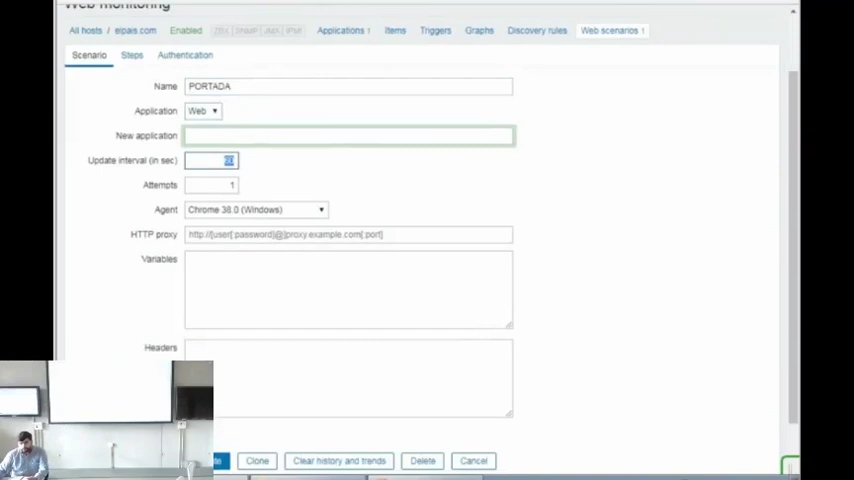 Web monitoring
All hosts / elpais.com Enabled ZBX SNMP JMX IPMI Applications 1 Items Triggers Graphs Discovery rules Web scenarios 1
Scenario Steps Authentication
Name PORTADA
Application Web
New application
Update interval (in sec) 60
Attempts 1
Agent Chrome 38.0 (Windows)
HTTP proxy http://[user[:password]@]proxy.example.com[:port]
Variables
Headers
Clone Clear history and trends Delete Cancel